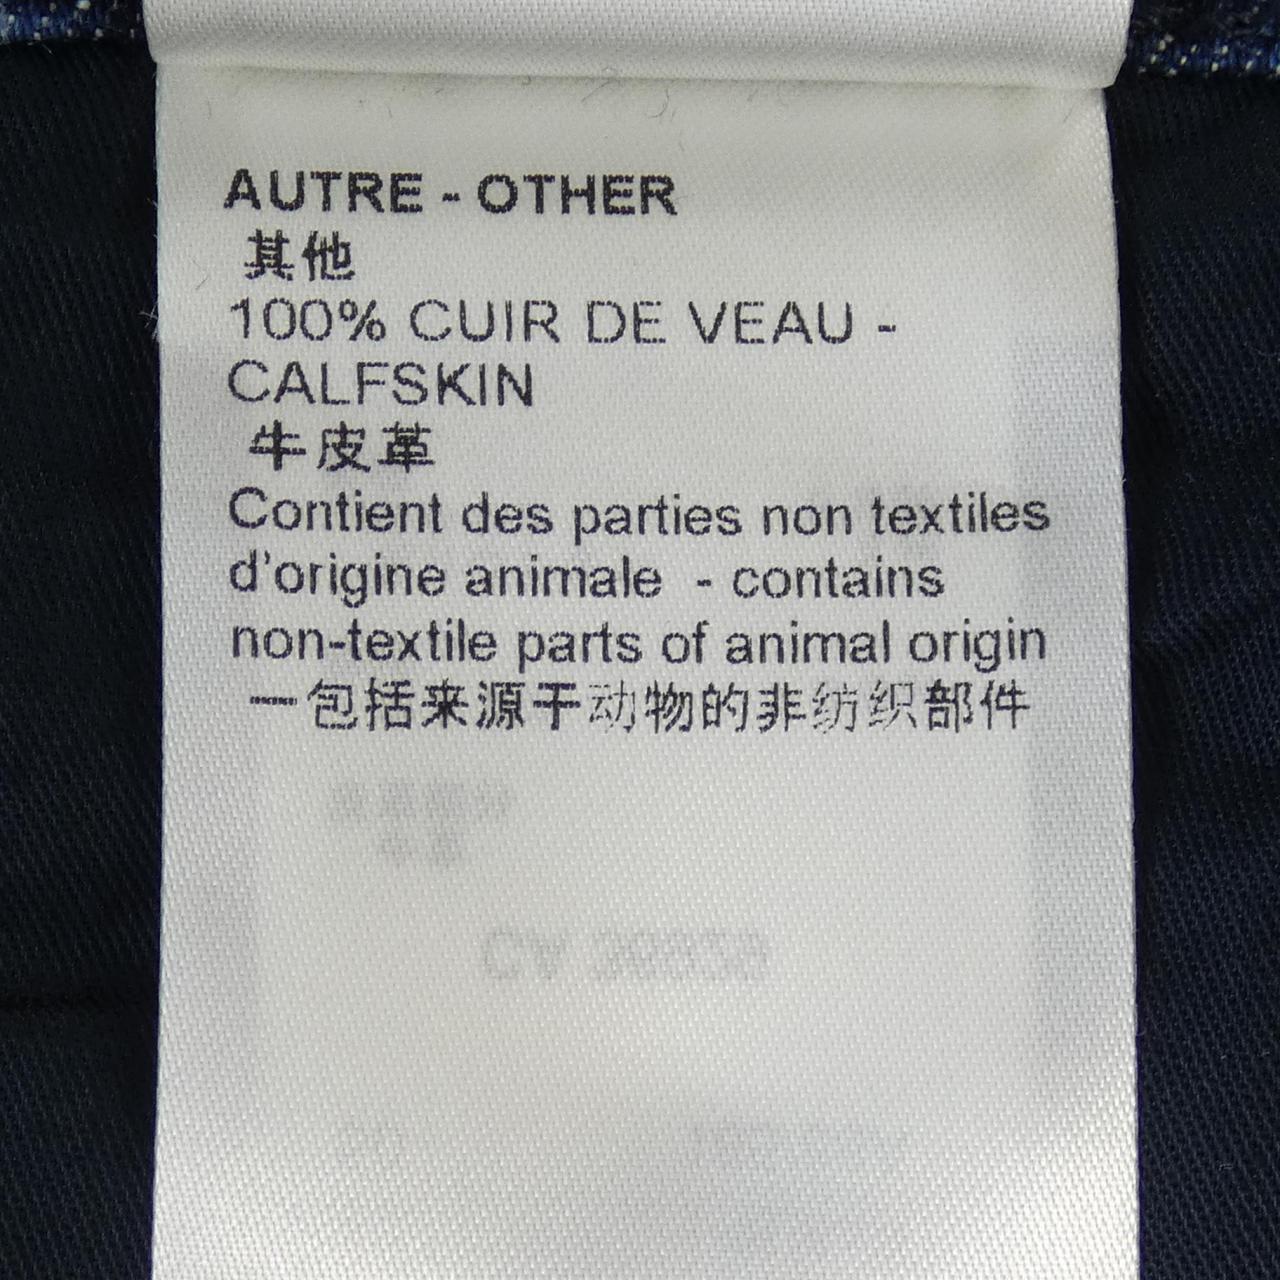 AUTRE - OTHER
其他
100% CUIR DE VEAU -
CALFSKIN
牛皮革
Contient des parties non textiles
d'origine animale - contains
non-textile parts of animal origin
一包括来源于动物的非纺织部件